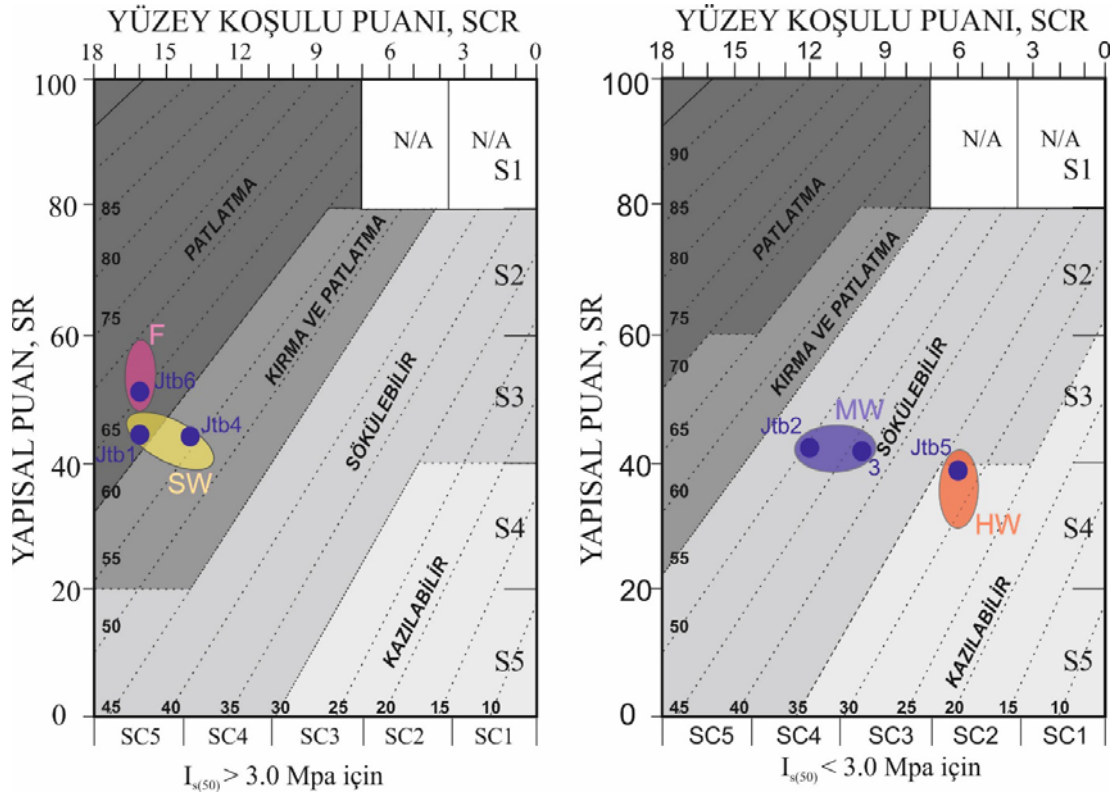 YÜZEY KOŞULU PUANI, SCR
18 15 12 9 6 3 0
YAPISAL PUAN, SR
100
80
60
40
20
0
N/A N/A
S1
S2
S3
S4
S5
PATLATMA
KIRMA VE PATLATMA
SÖKÜLEBİLİR
KAZILABİLİR
85
80
75
65
60
55
50
45 40 35 30 25 20 15 10
F
Jtb6
Jtb4
Jtb1
SW
SC5 SC4 SC3 SC2 SC1
Is(50) > 3.0 Mpa için
YÜZEY KOŞULU PUANI, SCR
18 15 12 9 6 3 0
YAPISAL PUAN, SR
100
80
60
40
20
0
N/A N/A
S1
S2
S3
S4
S5
PATLATMA
KIRMA VE PATLATMA
SÖKÜLEBİLİR
KAZILABİLİR
90
85
80
75
70
65
60
55
50
45 35 30 25 20 15 10
MW
Jtb2
3
Jtb5
HW
SC5 SC4 SC3 SC2 SC1
Is(50) < 3.0 Mpa için